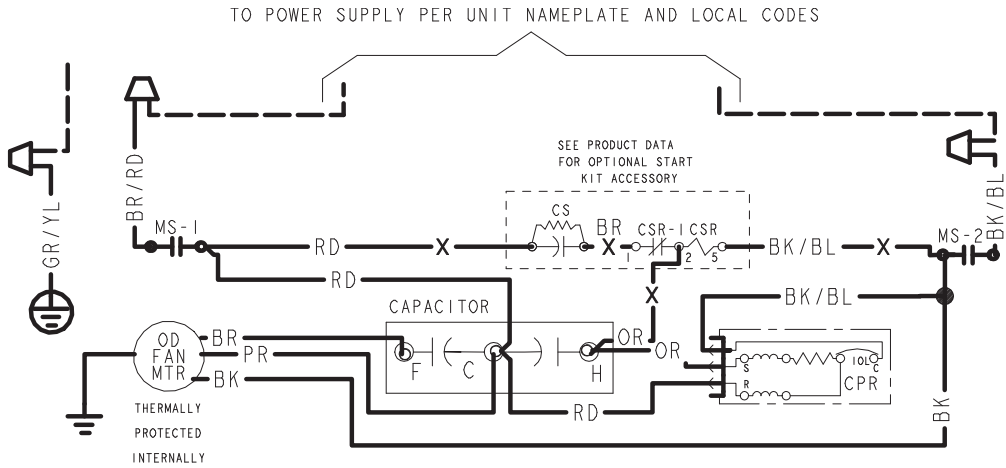 TO POWER SUPPLY PER UNIT NAMEPLATE AND LOCAL CODES
SEE PRODUCT DATA
FOR OPTIONAL START
KIT ACCESSORY
BR/RD
GR/YL
BK/BL
MS-1
MS-2
CS
BR
CSR-1
CSR
RD
X
X
1
2
5
BK/BL
X
RD
X
BK/BL
CAPACITOR
OR
OR
F
C
H
OD
FAN
MTR
BR
PR
BK
RD
S
R
IOL
C
CPR
BK
THERMALLY
PROTECTED
INTERNALLY